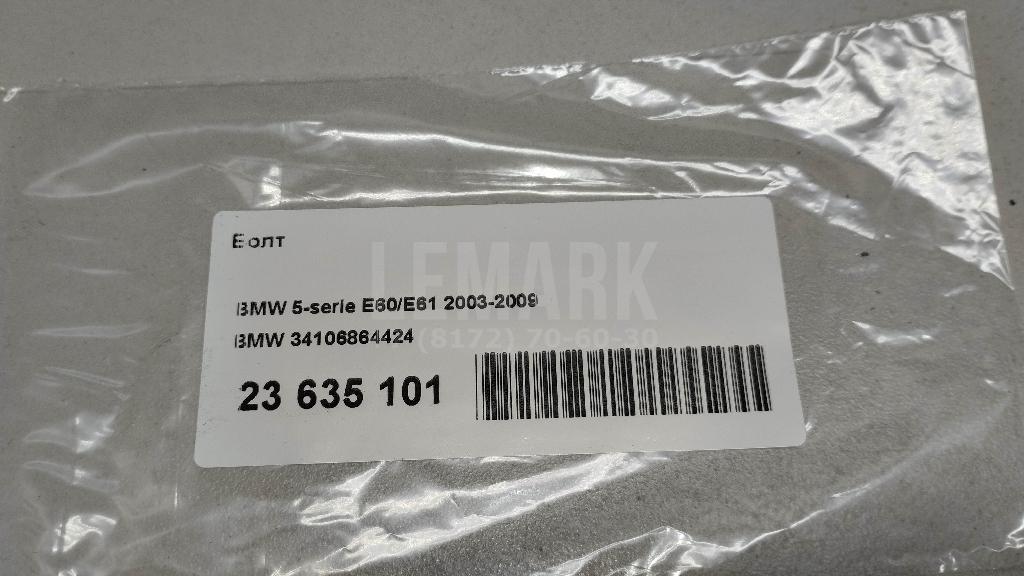 Болт
LEMARK
BMW 5-serie E60/E61 2003-2009
BMW 34106864424
(8172) 70-60-30
23 635 101